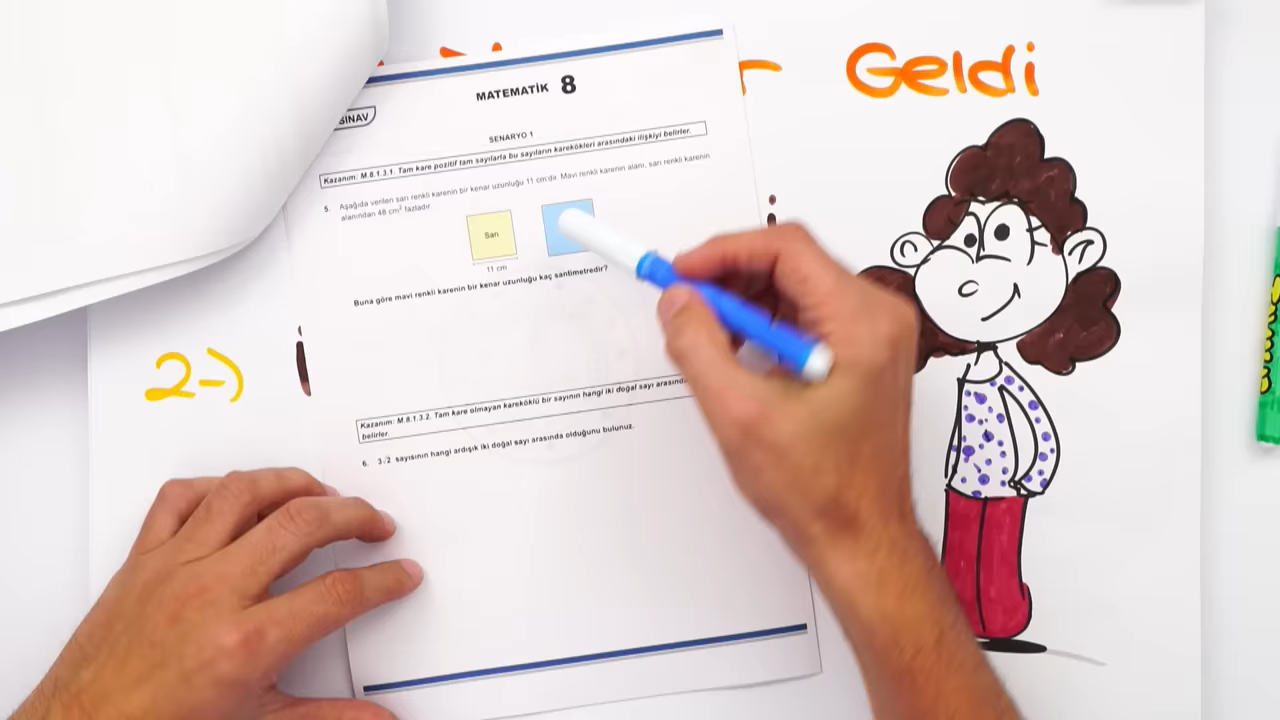 Geldi
MATEMATİK 8
SINAV
SENARYO 1
Kazanım: M.8.1.3.1. Tam kare pozitif tam sayılarla bu sayıların karekökleri arasındaki ilişkiyi belirler.
5. Aşağıda verilen sarı renkli karenin bir kenar uzunluğu 11 cm'dir. Mavi renkli karenin alanı, sarı renkli karenin
alanından 48 cm² fazladır.
Sarı
11 cm
Buna göre mavi renkli karenin bir kenar uzunluğu kaç santimetredir?
2-)
Kazanım: M.8.1.3.2. Tam kare olmayan kareköklü bir sayının hangi iki doğal sayı arasında
belirler.
6. 3√2 sayısının hangi ardışık iki doğal sayı arasında olduğunu bulunuz.